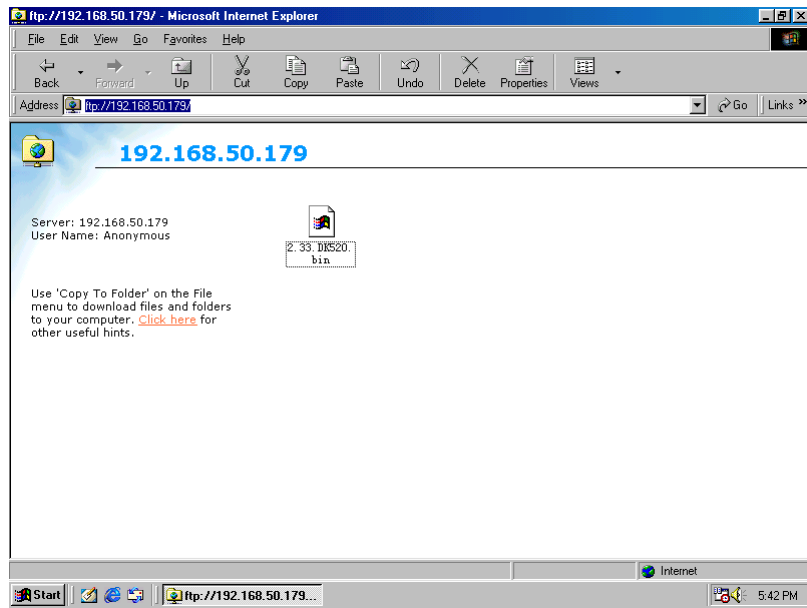 ftp://192.168.50.179/ - Microsoft Internet Explorer
File Edit View Go Favorites Help
Back Forward Up Cut Copy Paste Undo Delete Properties Views
Address ftp://192.168.50.179/ Go Links »
192.168.50.179
Server: 192.168.50.179
User Name: Anonymous
2.33.DK520.
bin
Use 'Copy To Folder' on the File
menu to download files and folders
to your computer. Click here for
other useful hints.
Internet
Start ftp://192.168.50.179... 5:42 PM